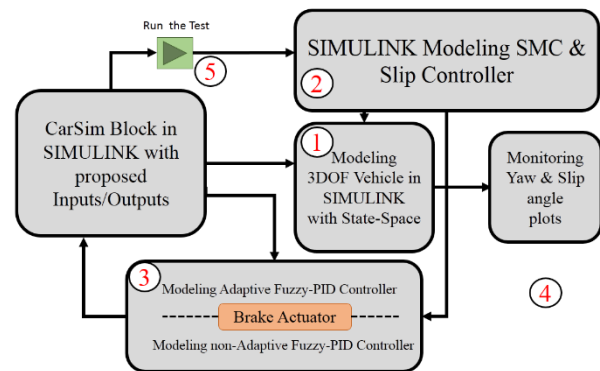 Run the Test
5
SIMULINK Modeling SMC &
Slip Controller
2
CarSim Block in
SIMULINK with
proposed
Inputs/Outputs
1
Modeling
3DOF Vehicle in
SIMULINK
with State-Space
Monitoring
Yaw & Slip
angle
plots
3
Modeling Adaptive Fuzzy-PID Controller
Brake Actuator
Modeling non-Adaptive Fuzzy-PID Controller
4